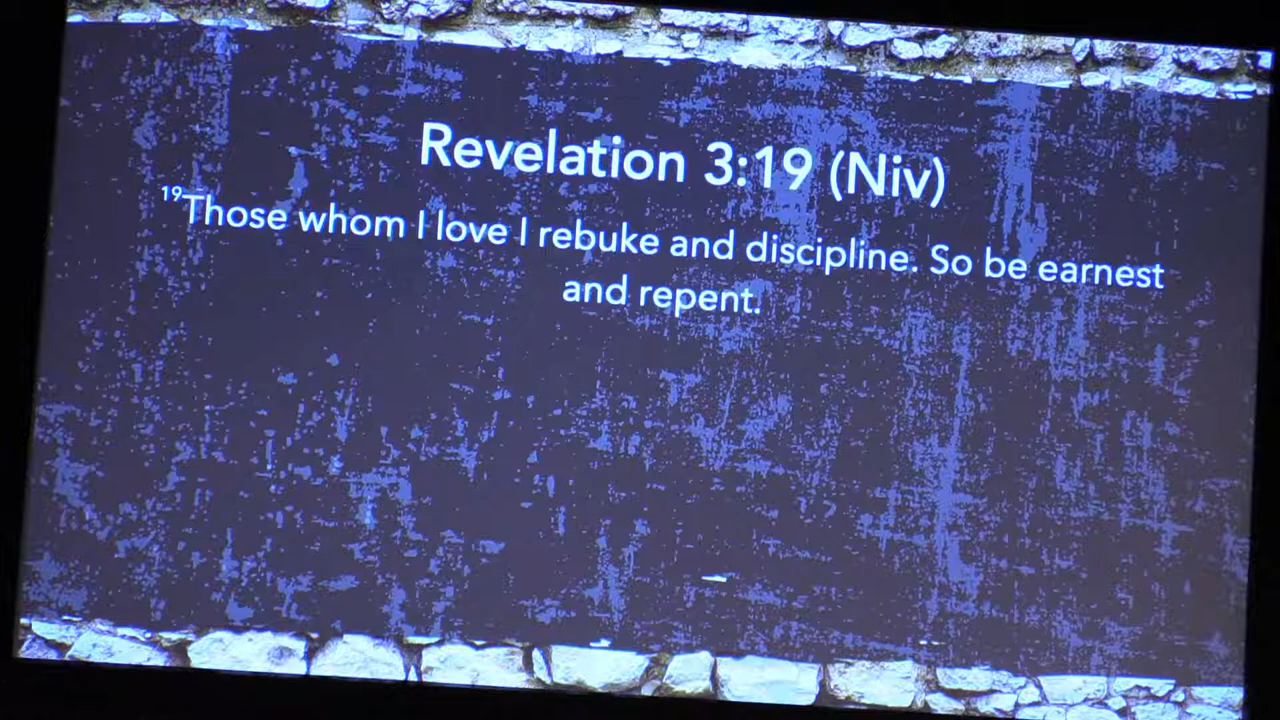 Revelation 3:19 (Niv)
19Those whom I love I rebuke and discipline. So be earnest
and repent.